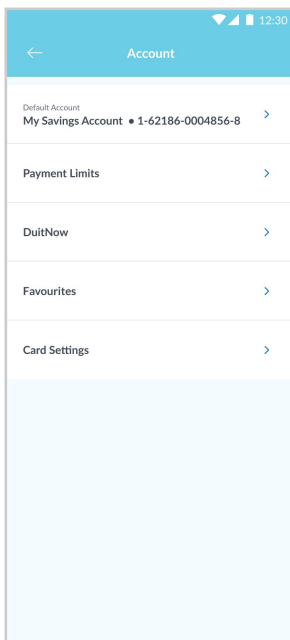 12:30
Account
Default Account
My Savings Account • 1-62186-0004856-8
Payment Limits
DuitNow
Favourites
Card Settings